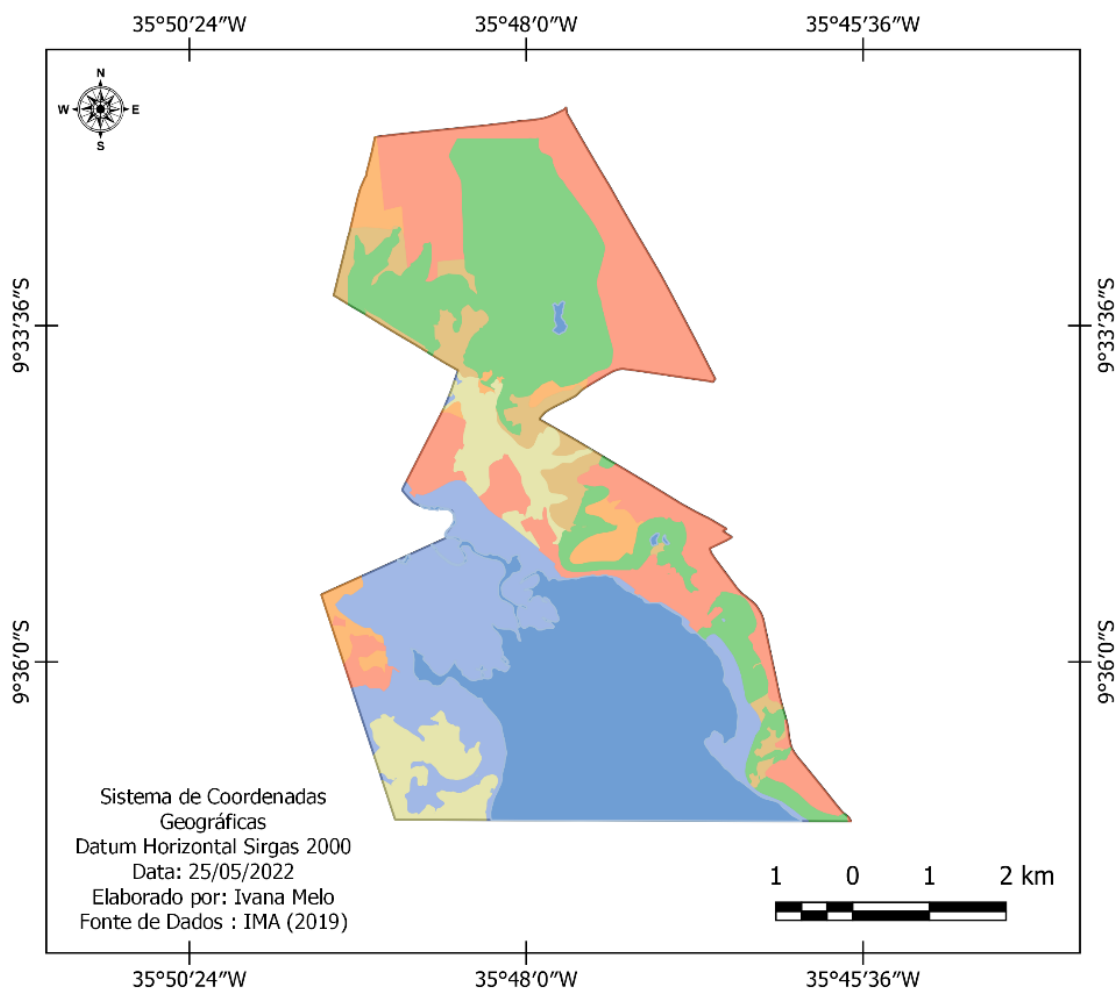 35°50′24″W 35°48′0″W 35°45′36″W
N
W E
S
9°33′36″S 9°33′36″S
9°36′0″S 9°36′0″S
Sistema de Coordenadas
Geográficas
Datum Horizontal Sirgas 2000
Data: 25/05/2022
Elaborado por: Ivana Melo
Fonte de Dados : IMA (2019)
1 0 1 2 km
35°50′24″W 35°48′0″W 35°45′36″W